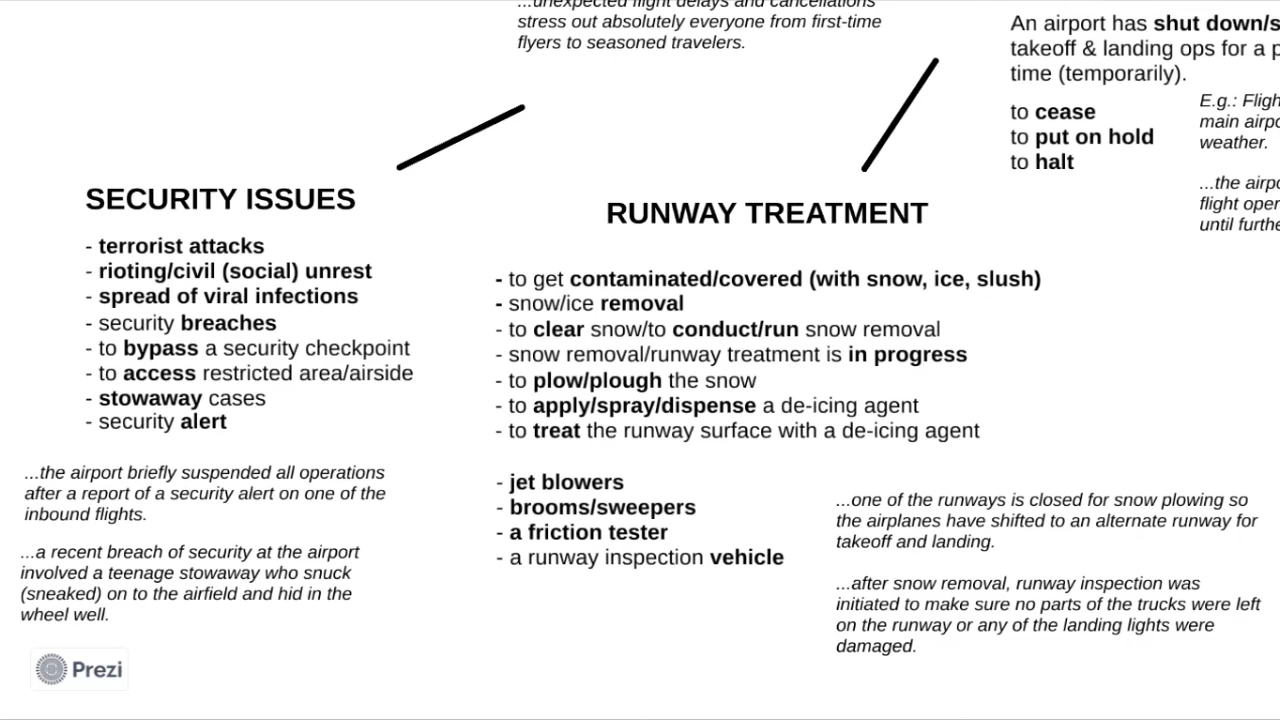 ...unexpected flight delays and cancellations
stress out absolutely everyone from first-time
flyers to seasoned travelers.
An airport has shut down/s
takeoff & landing ops for a p
time (temporarily).
to cease
to put on hold
to halt
E.g.: Fligh
main airpo
weather.
...the airpo
flight oper
until furthe
SECURITY ISSUES
- terrorist attacks
- rioting/civil (social) unrest
- spread of viral infections
- security breaches
- to bypass a security checkpoint
- to access restricted area/airside
- stowaway cases
- security alert
...the airport briefly suspended all operations
after a report of a security alert on one of the
inbound flights.
...a recent breach of security at the airport
involved a teenage stowaway who snuck
(sneaked) on to the airfield and hid in the
wheel well.
RUNWAY TREATMENT
- to get contaminated/covered (with snow, ice, slush)
- snow/ice removal
- to clear snow/to conduct/run snow removal
- snow removal/runway treatment is in progress
- to plow/plough the snow
- to apply/spray/dispense a de-icing agent
- to treat the runway surface with a de-icing agent
- jet blowers
- brooms/sweepers
- a friction tester
- a runway inspection vehicle
...one of the runways is closed for snow plowing so
the airplanes have shifted to an alternate runway for
takeoff and landing.
...after snow removal, runway inspection was
initiated to make sure no parts of the trucks were left
on the runway or any of the landing lights were
damaged.
Prezi